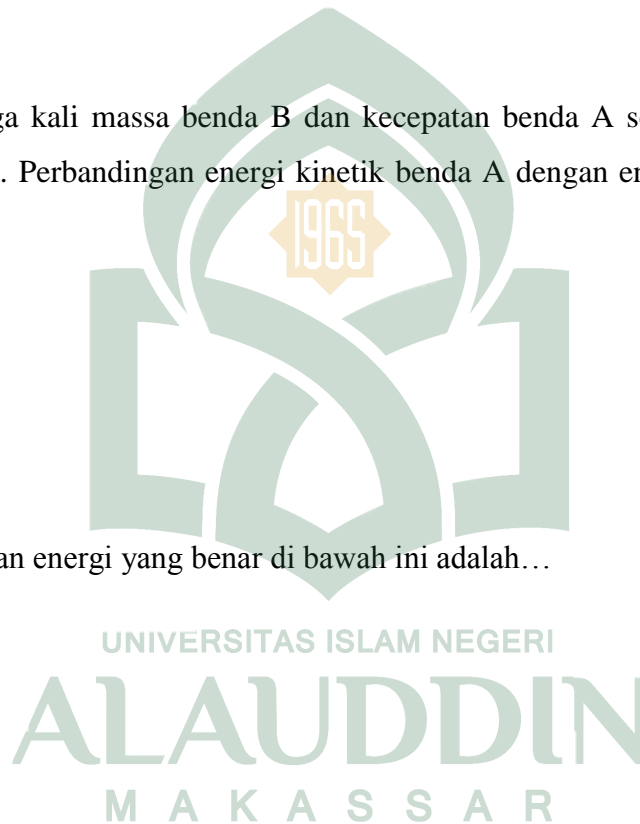 ga kali massa benda B dan kecepatan benda A s
. Perbandingan energi kinetik benda A dengan en
1965
an energi yang benar di bawah ini adalah…
UNIVERSITAS ISLAM NEGERI
ALAUDDIN
MAKASSAR